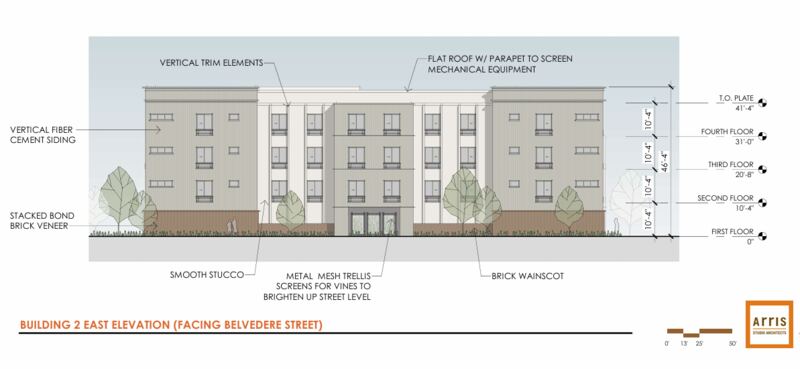 VERTICAL TRIM ELEMENTS
FLAT ROOF W/ PARAPET TO SCREEN
MECHANICAL EQUIPMENT
VERTICAL FIBER
CEMENT SIDING
STACKED BOND
BRICK VENEER
SMOOTH STUCCO
METAL MESH TRELLIS
SCREENS FOR VINES TO
BRIGHTEN UP STREET LEVEL
BRICK WAINSCOT
10'-4"
10'-4"
10'-4"
10'-4"
46'-4"
T.O. PLATE
41'-4"
FOURTH FLOOR
31'-0"
THIRD FLOOR
20'-8"
SECOND FLOOR
10'-4"
FIRST FLOOR
0"
BUILDING 2 EAST ELEVATION (FACING BELVEDERE STREET)
0' 13' 25' 50'
ARRIS
STUDIO ARCHITECTS